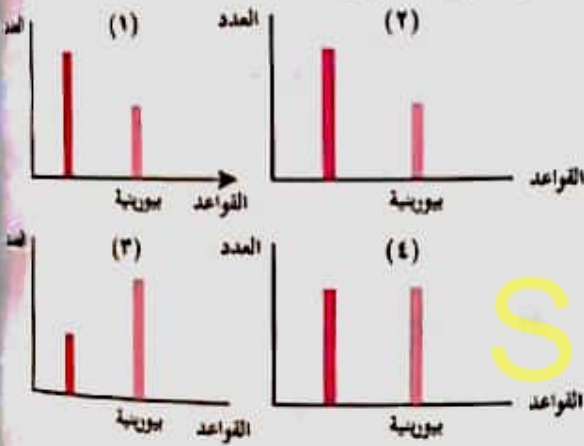 (١) العدد (٢)
القواعد
بيورينية القواعد بيورينية
(٣) العدد (٤)
القواعد
بيورينية القواعد بيورينية
S